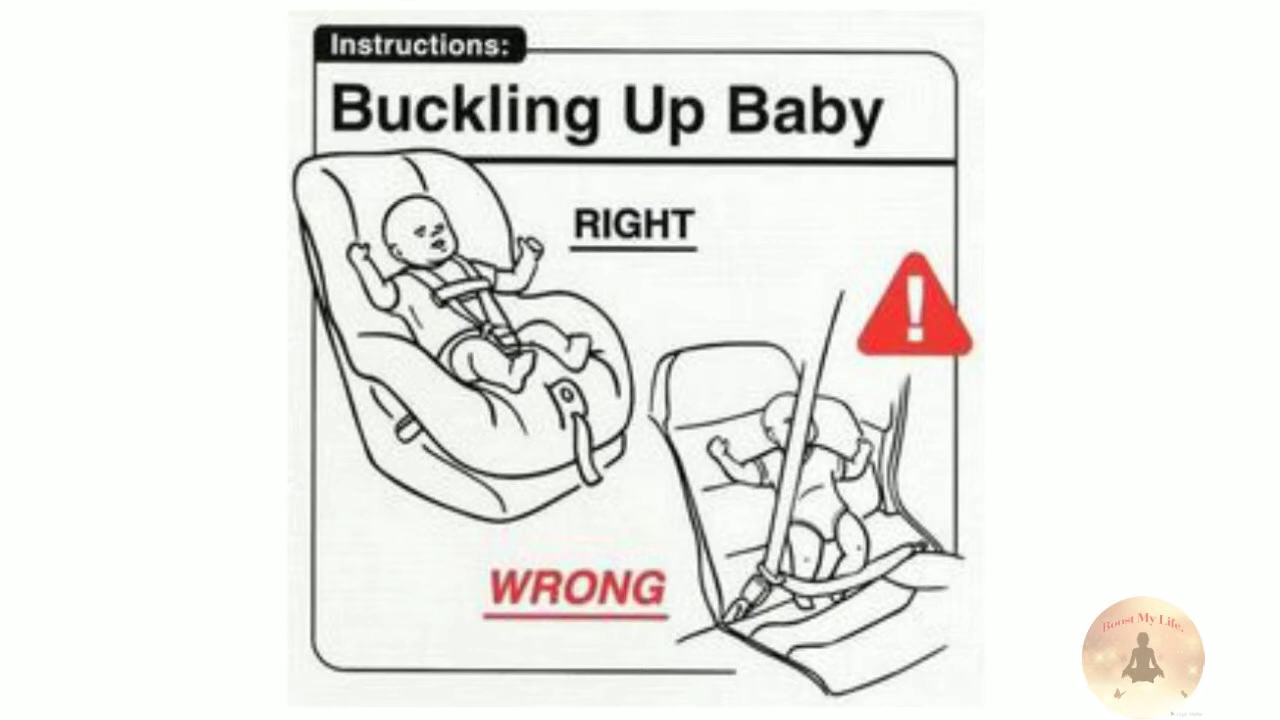 Instructions:
Buckling Up Baby
RIGHT
!
WRONG
Boost My Life.